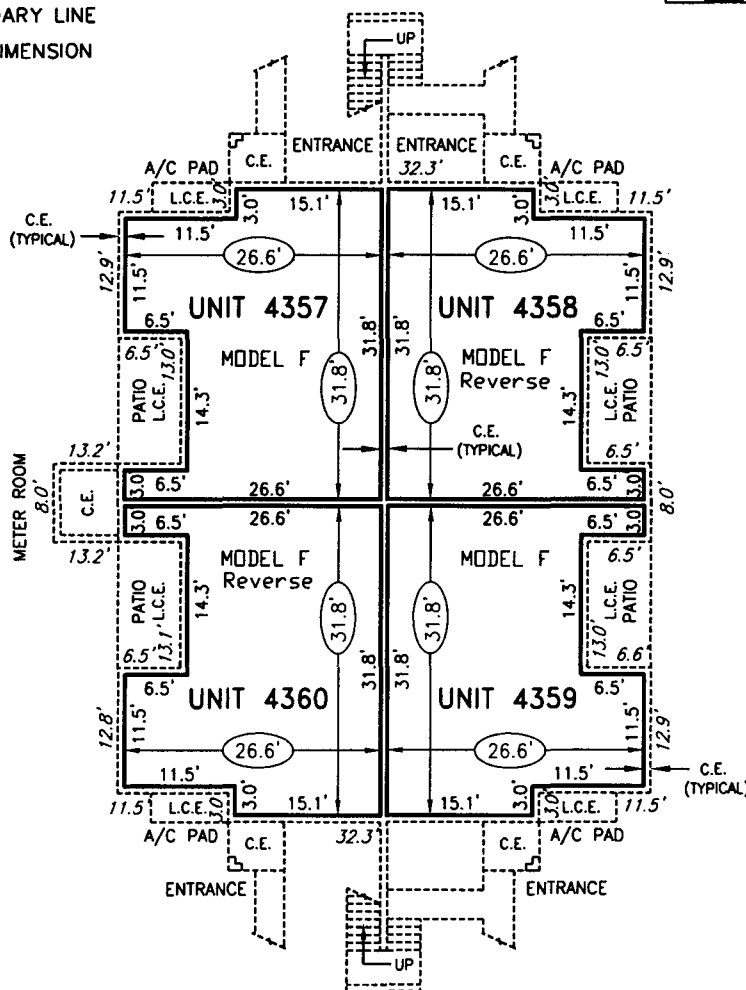 ARY LINE
IMENSION
UP
C.E.
ENTRANCE
ENTRANCE
C.E.
A/C PAD
32.3'
A/C PAD
11.5'
L.C.E.
3.0'
15.1'
15.1'
3.0'
L.C.E.
11.5'
C.E.
(TYPICAL)
3.0'
3.0'
11.5'
11.5'
12.9'
11.5'
26.6'
26.6'
11.5'
12.9'
UNIT 4357
UNIT 4358
6.5'
31.8'
31.8'
6.5'
6.5'
13.0'
MODEL F
31.8'
31.8'
MODEL F
Reverse
13.0'
6.5'
PATIO
L.C.E.
14.3'
14.3'
L.C.E.
PATIO
13.2'
C.E.
(TYPICAL)
6.5'
METER ROOM
8.0'
C.E.
3.0
6.5'
26.6'
26.6'
6.5'
3.0
8.0'
3.0
6.5'
26.6'
26.6'
6.5'
3.0
13.2'
MODEL F
Reverse
MODEL F
6.5'
PATIO
L.C.E.
14.3'
31.8'
31.8'
14.3'
L.C.E.
PATIO
13.1'
6.5'
31.8'
31.8'
13.0'
6.6'
6.5'
6.5'
UNIT 4360
UNIT 4359
12.8'
11.5'
26.6'
26.6'
11.5'
12.9'
11.5'
11.5'
C.E.
(TYPICAL)
3.0'
3.0'
11.5
L.C.E.
3.0'
15.1'
15.1'
3.0'
L.C.E.
11.5'
A/C PAD
C.E.
32.3'
C.E.
A/C PAD
ENTRANCE
ENTRANCE
UP